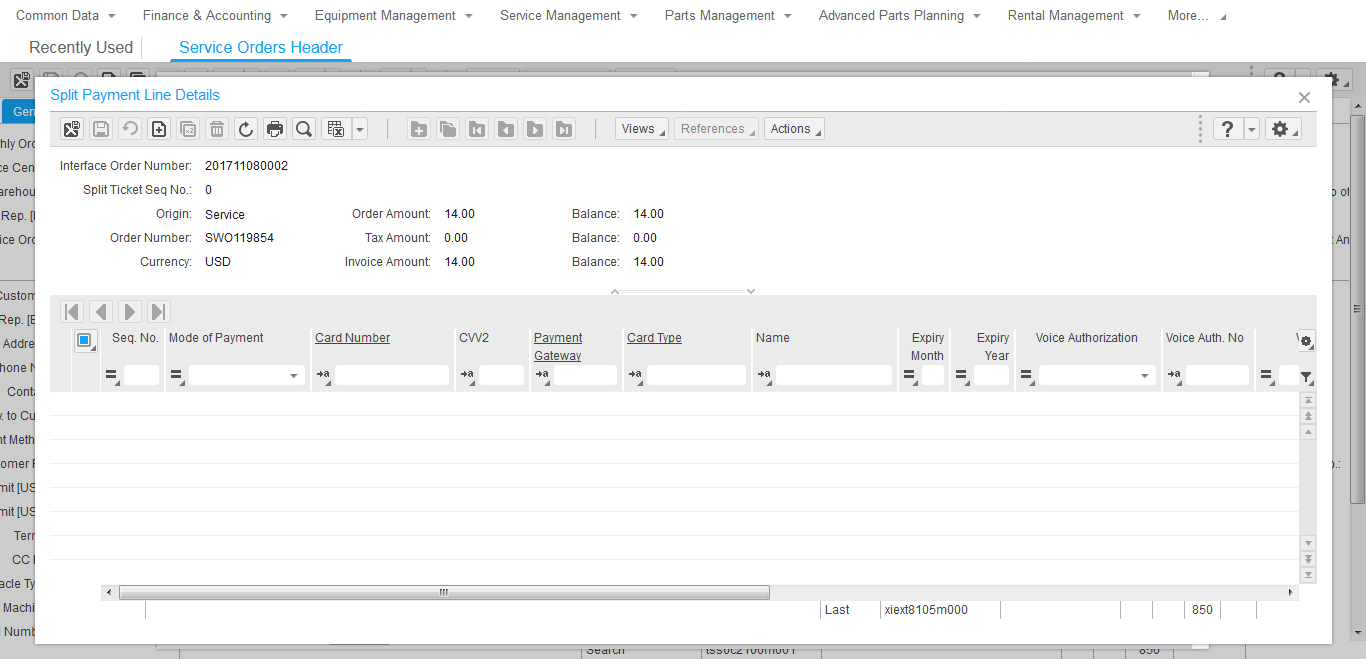 Common Data Finance & Accounting Equipment Management Service Management Parts Management Advanced Parts Planning Rental Management More...
Recently Used Service Orders Header
Split Payment Line Details
Views References Actions ?
Interface Order Number: 201711080002
Split Ticket Seq No.: 0
Origin: Service Order Amount: 14.00 Balance: 14.00
Order Number: SWO119854 Tax Amount: 0.00 Balance: 0.00
Currency: USD Invoice Amount: 14.00 Balance: 14.00
Seq. No. Mode of Payment Card Number CVV2 Payment Gateway Card Type Name Expiry Month Expiry Year Voice Authorization Voice Auth. No
Last xiext8105m000 850
Search tssoc2100m001 850